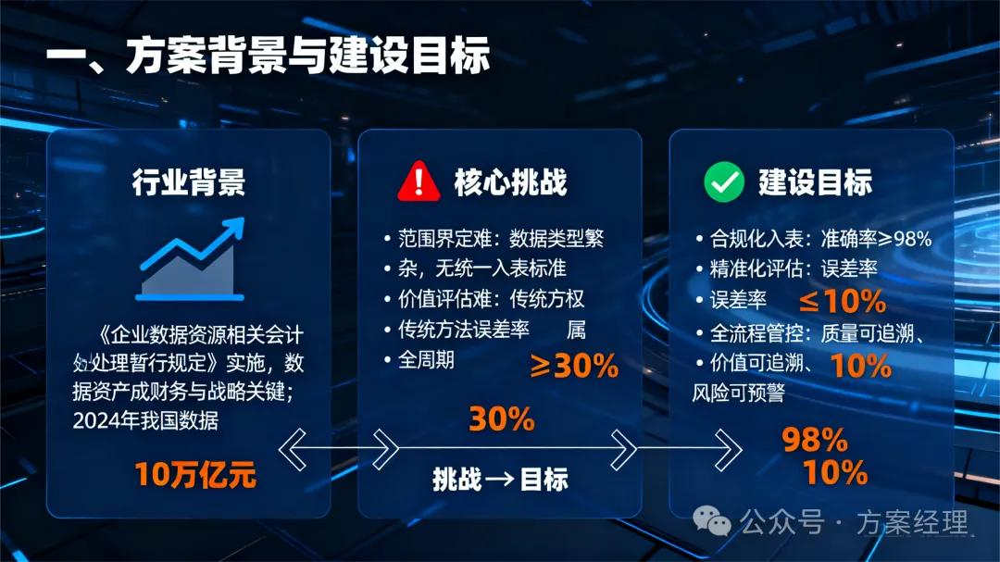 一、方案背景与建设目标
行业背景
《企业数据资源相关会计
处理暂行规定》实施，数
据资产成财务与战略关键；
2024年我国数据
10万亿元
核心挑战
• 范围界定难：数据类型繁
• 杂，无统一入表标准
• 价值评估难：传统方权
• 传统方法误差率 属
• 全周期
≥30%
30%
挑战→目标
建设目标
• 合规化入表：准确率≥98%
• 精准化评估：误差率
• 误差率 ≤10%
• 全流程管控：质量可追溯、
• 价值可追溯、 10%
风险可预警
98%
10%
公众号 · 方案经理